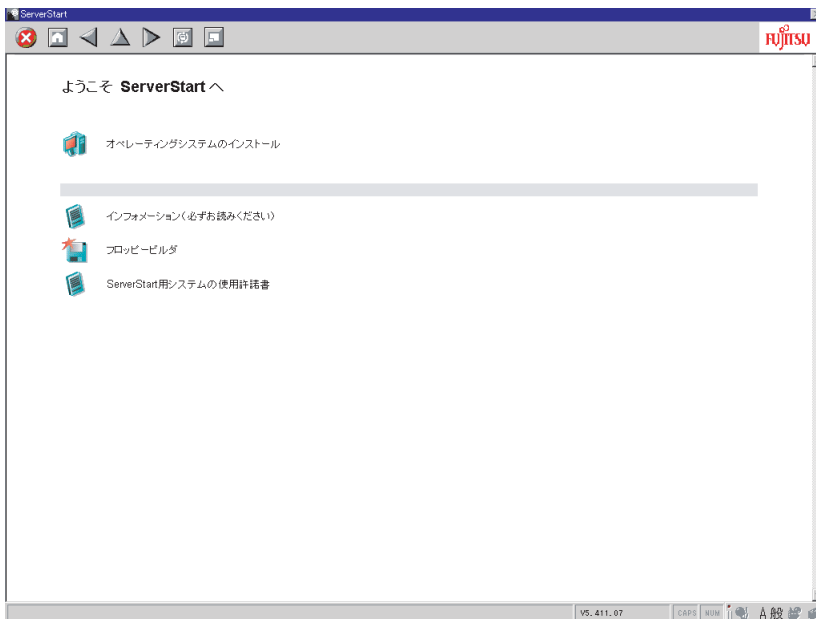 ServerStart
FUJITSU
ようこそ ServerStart へ
オペレーティングシステムのインストール
インフォメーション(必ずお読みください)
フロッピービルダ
ServerStart用システムの使用許諾書
V5.411.07
CAPS NUM A 般